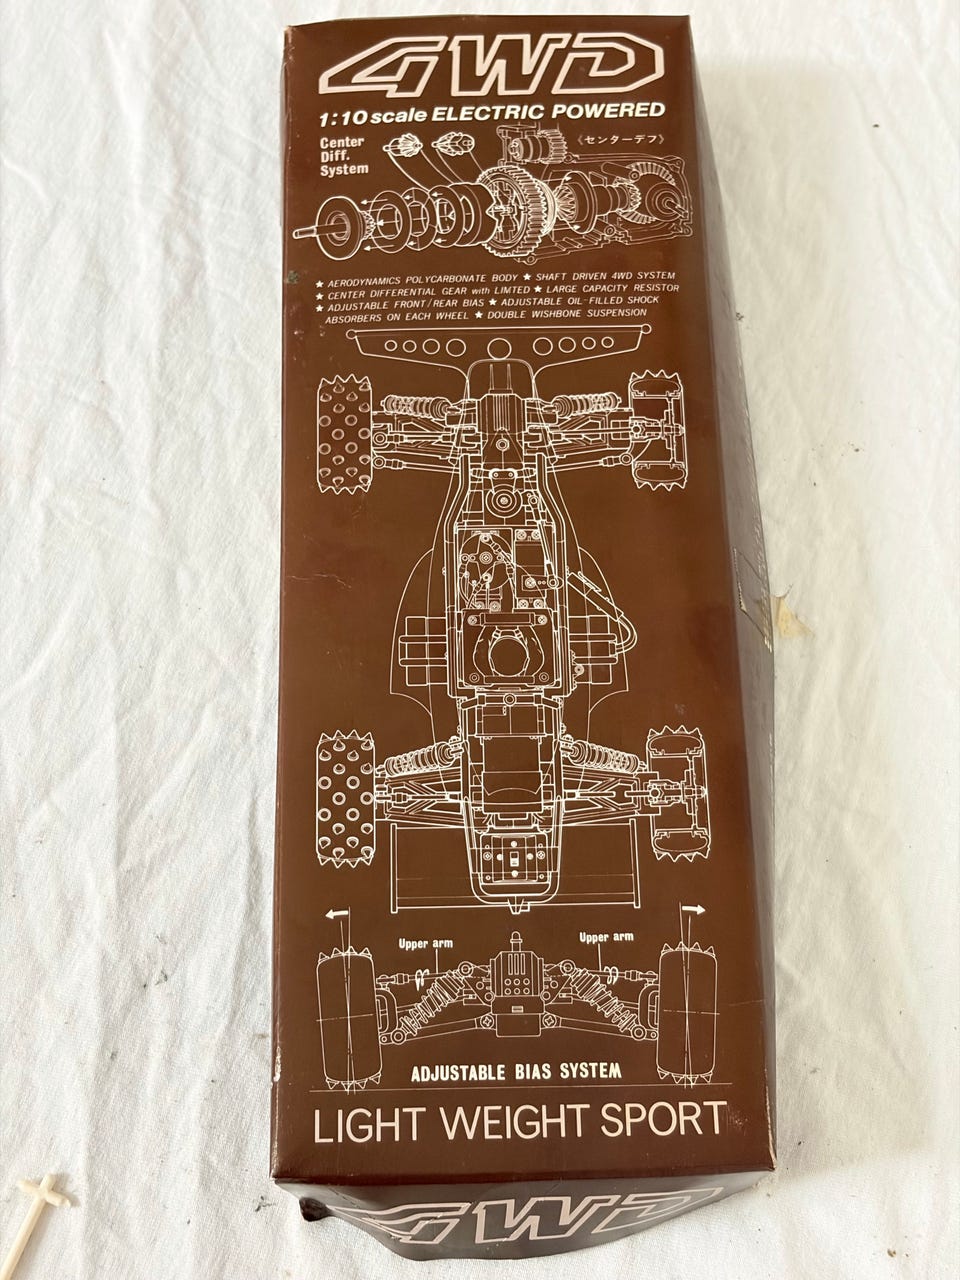 4WD
1:10 scale ELECTRIC POWERED
Center
Diff.
System
《センターデフ》
★ AERODYNAMICS POLYCARBONATE BODY ★ SHAFT DRIVEN 4WD SYSTEM
★ CENTER DIFFERENTIAL GEAR with LIMTED ★ LARGE CAPACITY RESISTOR
★ ADJUSTABLE FRONT/REAR BIAS ★ ADJUSTABLE OIL-FILLED SHOCK
ABSORBERS ON EACH WHEEL ★ DOUBLE WISHBONE SUSPENSION
Upper arm Upper arm
ADJUSTABLE BIAS SYSTEM
LIGHT WEIGHT SPORT
4WD